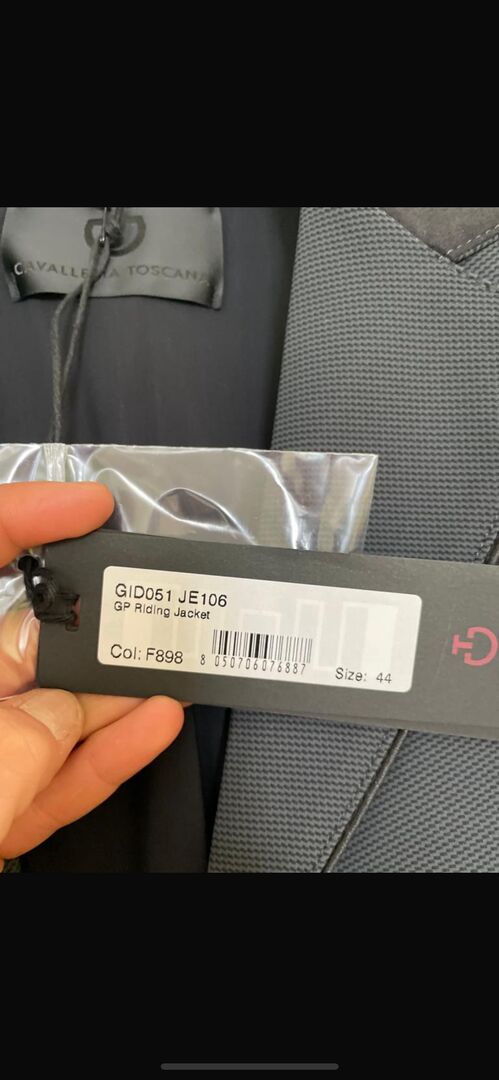 CAVALLERIA TOSCANA
GID051 JE106
GP Riding Jacket
Col: F898
8 050706076887
Size: 44